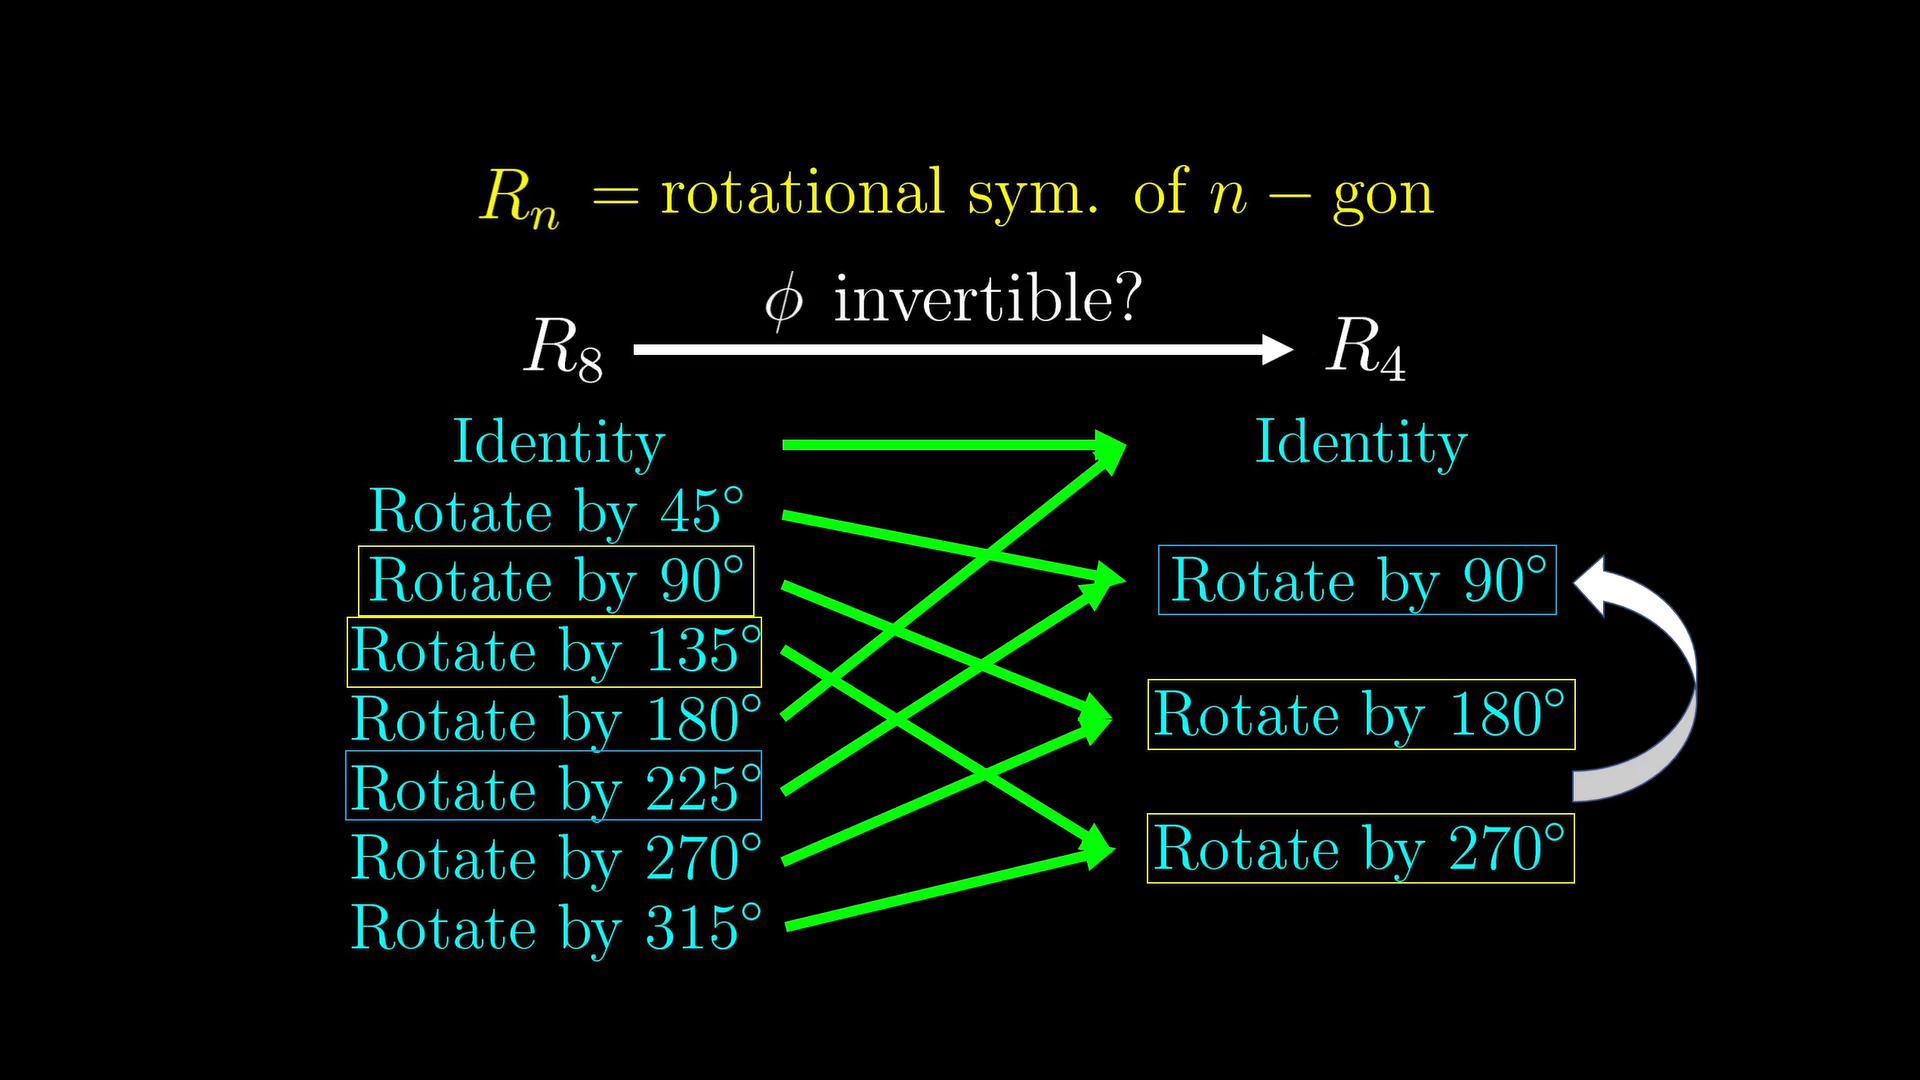 Rₙ = rotational sym. of n − gon
ϕ invertible?
R₈ R₄
Identity Identity
Rotate by 45°
Rotate by 90° Rotate by 90°
Rotate by 135°
Rotate by 180° Rotate by 180°
Rotate by 225°
Rotate by 270° Rotate by 270°
Rotate by 315°